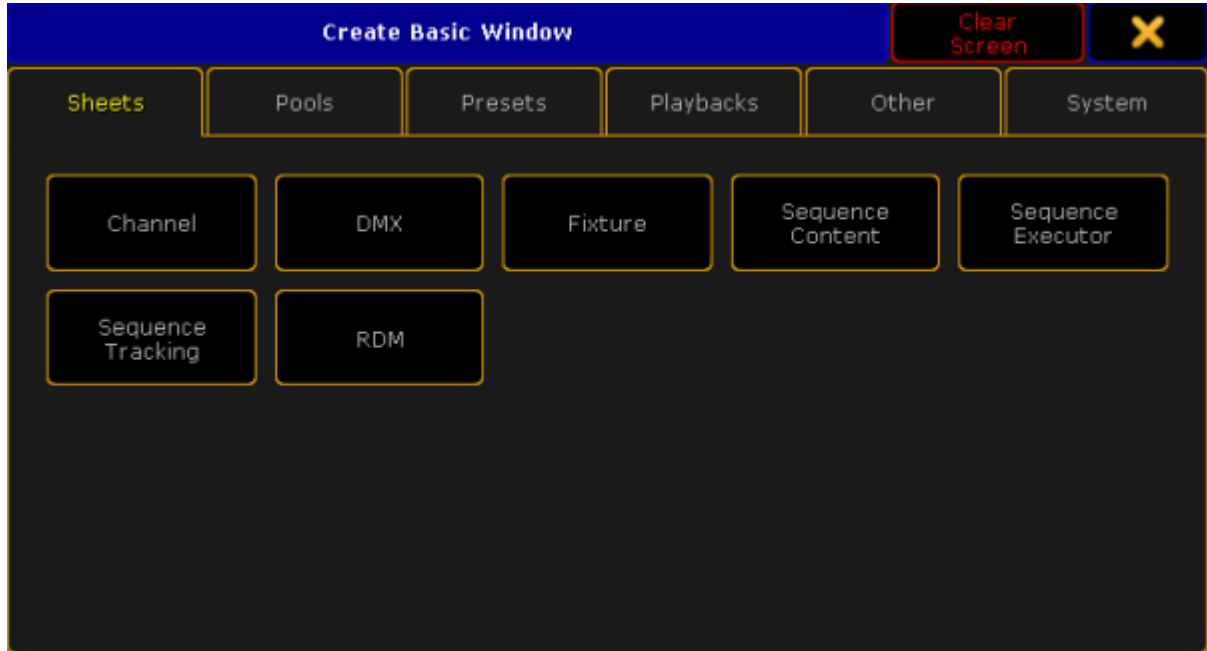 Create Basic Window
Clear
Screen
Sheets
Pools
Presets
Playbacks
Other
System
Channel
DMX
Fixture
Sequence
Content
Sequence
Executor
Sequence
Tracking
RDM